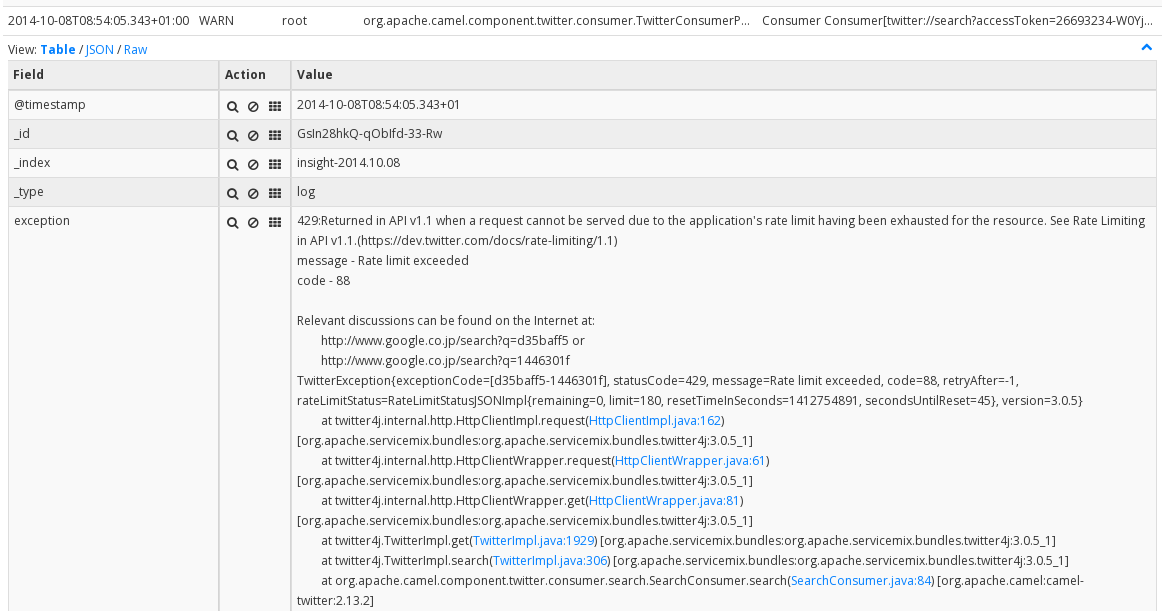 2014-10-08T08:54:05.343+01:00 WARN root org.apache.camel.component.twitter.consumer.TwitterConsumerP... Consumer Consumer[twitter://search?accessToken=26693234-W0Yj...
View: Table / JSON / Raw
Field Action Value
@timestamp 2014-10-08T08:54:05.343+01
_id GsIn28hkQ-qObIfd-33-Rw
_index insight-2014.10.08
_type log
exception 429:Returned in API v1.1 when a request cannot be served due to the application's rate limit having been exhausted for the resource. See Rate Limiting
in API v1.1.(https://dev.twitter.com/docs/rate-limiting/1.1)
message - Rate limit exceeded
code - 88
Relevant discussions can be found on the Internet at:
http://www.google.co.jp/search?q=d35baff5 or
http://www.google.co.jp/search?q=1446301f
TwitterException{exceptionCode=[d35baff5-1446301f], statusCode=429, message=Rate limit exceeded, code=88, retryAfter=-1,
rateLimitStatus=RateLimitStatusJSONImpl{remaining=0, limit=180, resetTimeInSeconds=1412754891, secondsUntilReset=45}, version=3.0.5}
at twitter4j.internal.http.HttpClientImpl.request(HttpClientImpl.java:162)
[org.apache.servicemix.bundles:org.apache.servicemix.bundles.twitter4j:3.0.5_1]
at twitter4j.internal.http.HttpClientWrapper.request(HttpClientWrapper.java:61)
[org.apache.servicemix.bundles:org.apache.servicemix.bundles.twitter4j:3.0.5_1]
at twitter4j.internal.http.HttpClientWrapper.get(HttpClientWrapper.java:81)
[org.apache.servicemix.bundles:org.apache.servicemix.bundles.twitter4j:3.0.5_1]
at twitter4j.TwitterImpl.get(TwitterImpl.java:1929) [org.apache.servicemix.bundles:org.apache.servicemix.bundles.twitter4j:3.0.5_1]
at twitter4j.TwitterImpl.search(TwitterImpl.java:306) [org.apache.servicemix.bundles:org.apache.servicemix.bundles.twitter4j:3.0.5_1]
at org.apache.camel.component.twitter.consumer.search.SearchConsumer.search(SearchConsumer.java:84) [org.apache.camel:camel-
twitter:2.13.2]